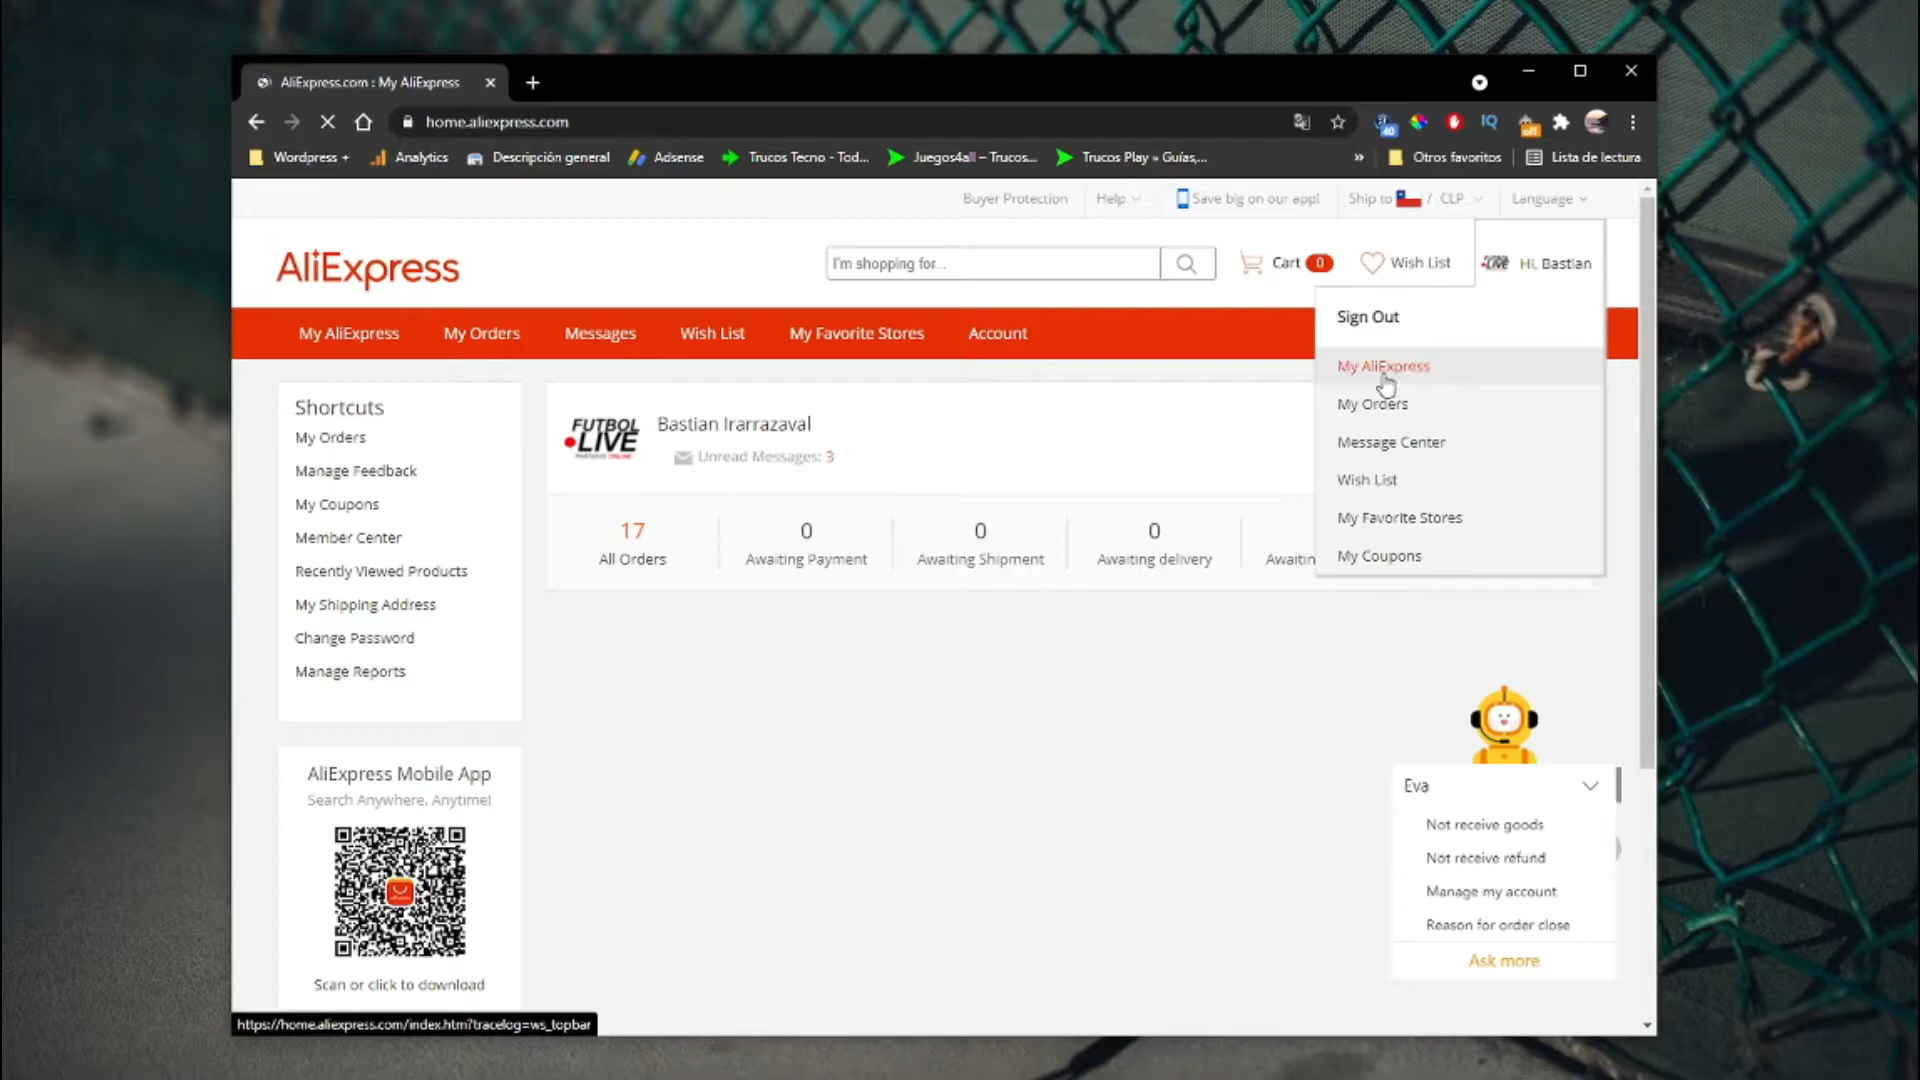 AliExpress.com : My AliExpress
home.aliexpress.com
Wordpress +
Analytics
Descripción general
Adsense
Trucos Tecno - Tod...
Juegos4all – Trucos...
Trucos Play » Guías,...
»
Otros favoritos
Lista de lectura
40
IQ
off
Buyer Protection
Help
Save big on our app!
Ship to / CLP
Language
AliExpress
I'm shopping for...
Cart 0
Wish List
LIVE
Hi, Bastian
My AliExpress
My Orders
Messages
Wish List
My Favorite Stores
Account
Sign Out
My AliExpress
My Orders
Message Center
Wish List
My Favorite Stores
My Coupons
Shortcuts
My Orders
Manage Feedback
My Coupons
Member Center
Recently Viewed Products
My Shipping Address
Change Password
Manage Reports
FUTBOL
LIVE
Bastian Irarrazaval
Unread Messages: 3
17
All Orders
0
Awaiting Payment
0
Awaiting Shipment
0
Awaiting delivery
Awaitin
AliExpress Mobile App
Search Anywhere, Anytime!
Scan or click to download
Eva
Not receive goods
Not receive refund
Manage my account
Reason for order close
Ask more
https://home.aliexpress.com/index.htm?tracelog=ws_topbar